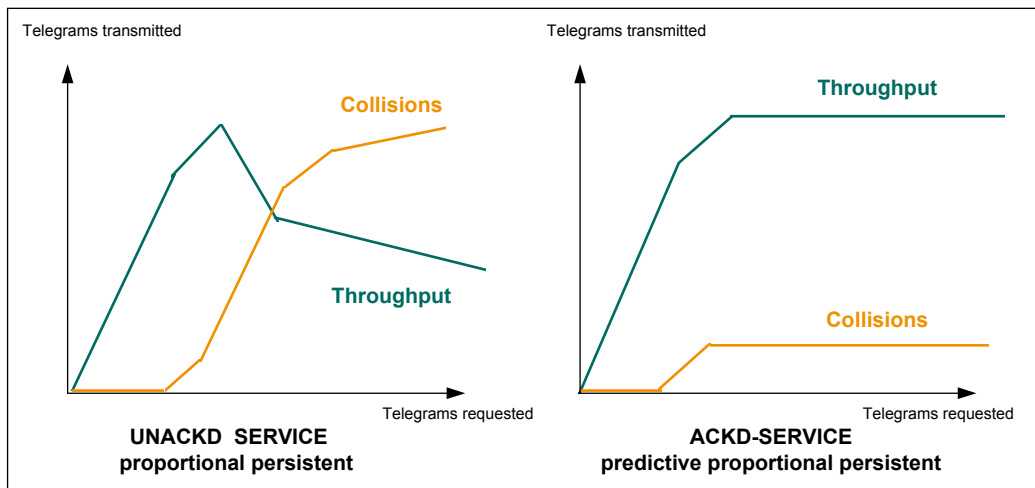 Telegrams transmitted
Collisions
Throughput
Telegrams requested
UNACKD SERVICE
proportional persistent
Telegrams transmitted
Throughput
Collisions
Telegrams requested
ACKD-SERVICE
predictive proportional persistent